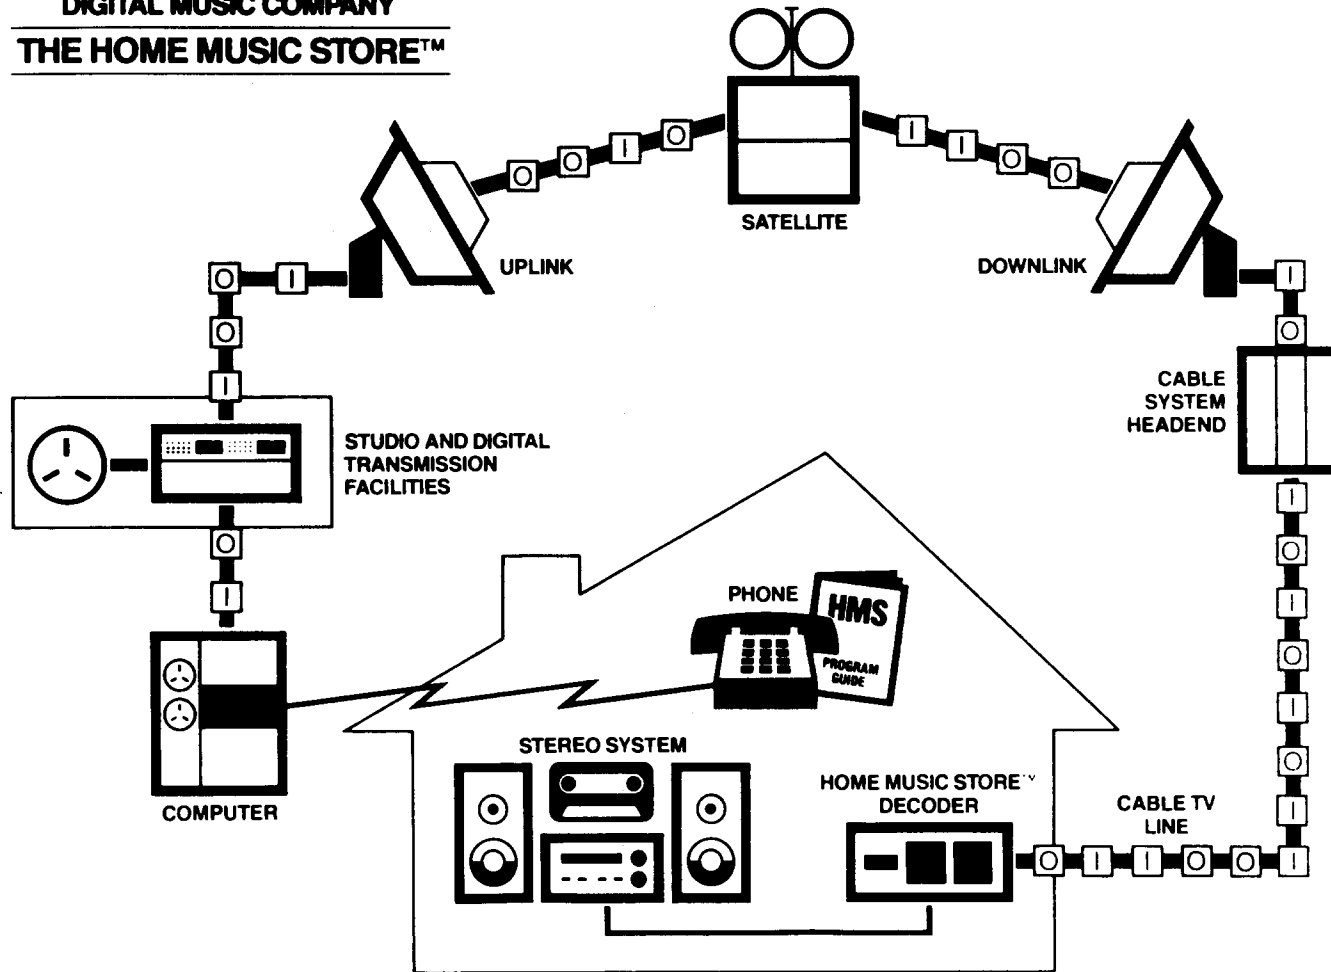 DIGITAL MUSIC COMPANY
THE HOME MUSIC STORE™
SATELLITE
UPLINK
DOWNLINK
O I
O
I
O O I O
I I O O
I
O
CABLE
SYSTEM
HEADEND
STUDIO AND DIGITAL
TRANSMISSION
FACILITIES
O
I
COMPUTER
PHONE
HMS
PROGRAM
GUIDE
STEREO SYSTEM
HOME MUSIC STORE™
DECODER
CABLE TV
LINE
I
O
I
O
I
O
I
O I I O O I